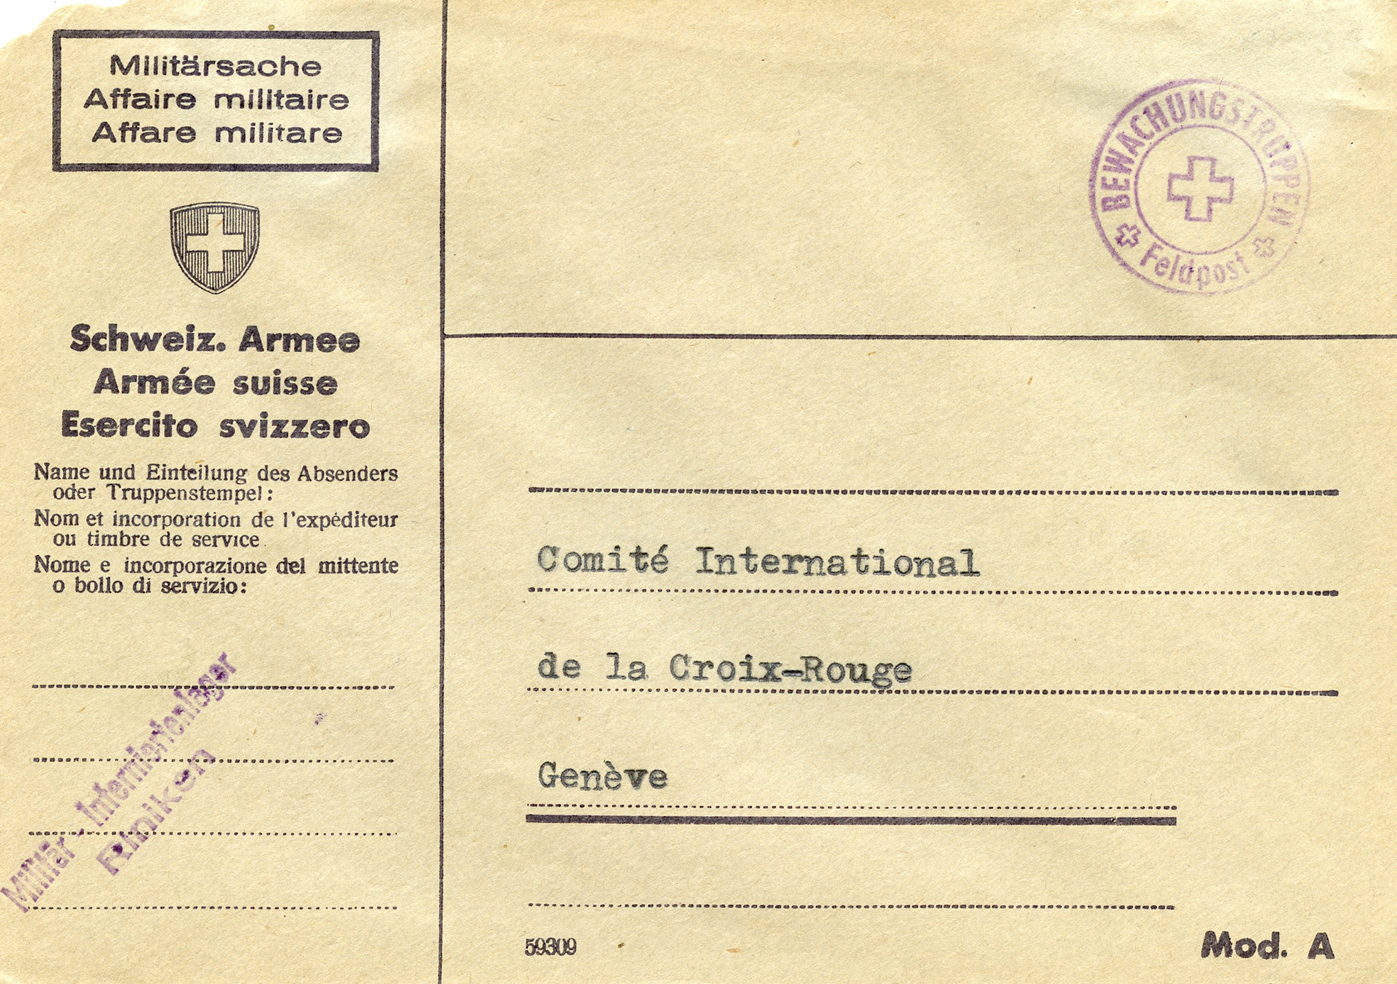 Militärsache
Affaire militaire
Affare militare
Schweiz. Armee
Armée suisse
Esercito svizzero
Name und Einteilung des Absenders
oder Truppenstempel:
Nom et incorporation de l'expéditeur
ou timbre de service
Nome e incorporazione del mittente
o bollo di servizio:
Militär - Interniertenlager
Riniken
BEWACHUNGSTRUPPEN
Feldpost
Comité International
de la Croix-Rouge
Genève
59309
Mod. A